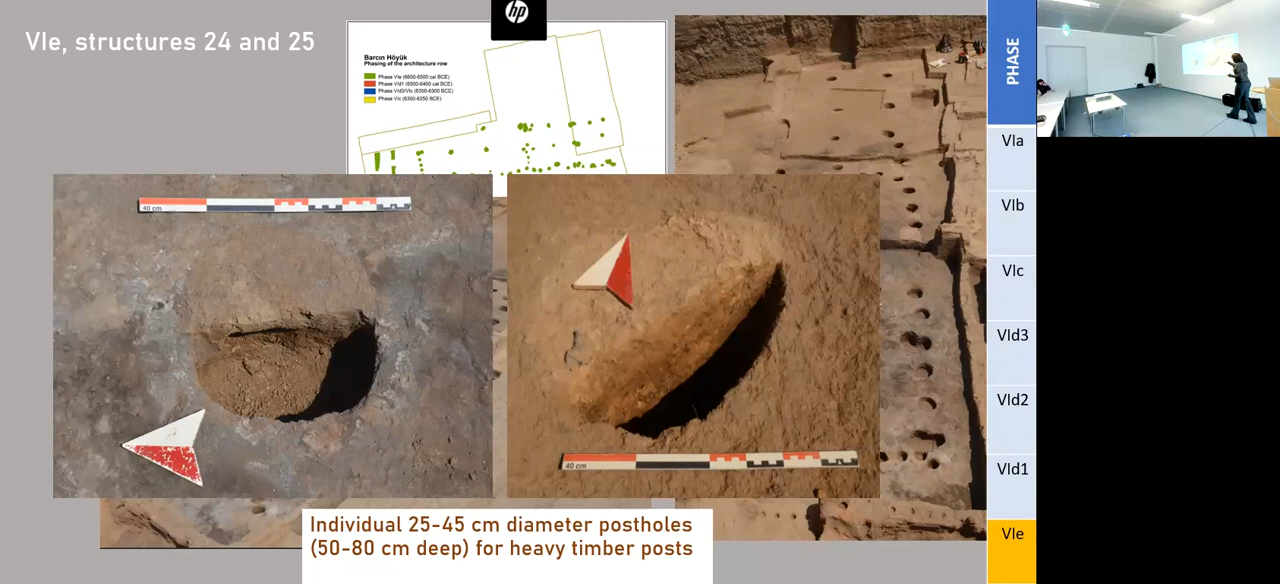 VIe, structures 24 and 25
hp
Barcın Höyük
Phasing of the architecture row
Phase VIe (6600-6500 cal BCE)
Phase VId1 (6500-6400 cal BCE)
Phase VId3/VIc (6350-6300 BCE)
Phase VIc (6300-6250 BCE)
40 cm
40 cm
Individual 25-45 cm diameter postholes
(50-80 cm deep) for heavy timber posts
PHASE
VIa
VIb
VIc
VId3
VId2
VId1
VIe